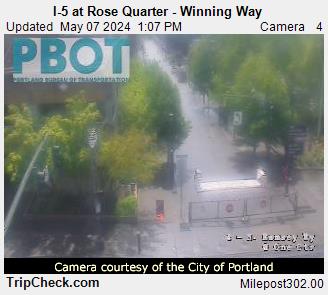 I-5 at Rose Quarter - Winning Way
Updated May 07 2024 1:07 PM Camera 4
PBOT
PORTLAND BUREAU OF TRANSPORTATION
Camera courtesy of the City of Portland
TripCheck.com Milepost302.00